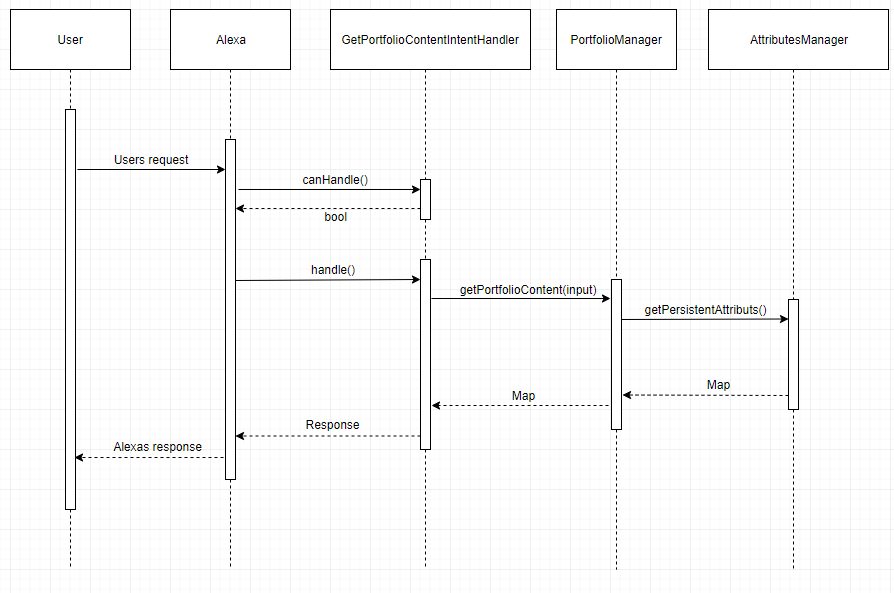 User
Alexa
GetPortfolioContentIntentHandler
PortfolioManager
AttributesManager
Users request
canHandle()
bool
handle()
getPortfolioContent(input)
getPersistentAttributs()
Map
Map
Response
Alexas response